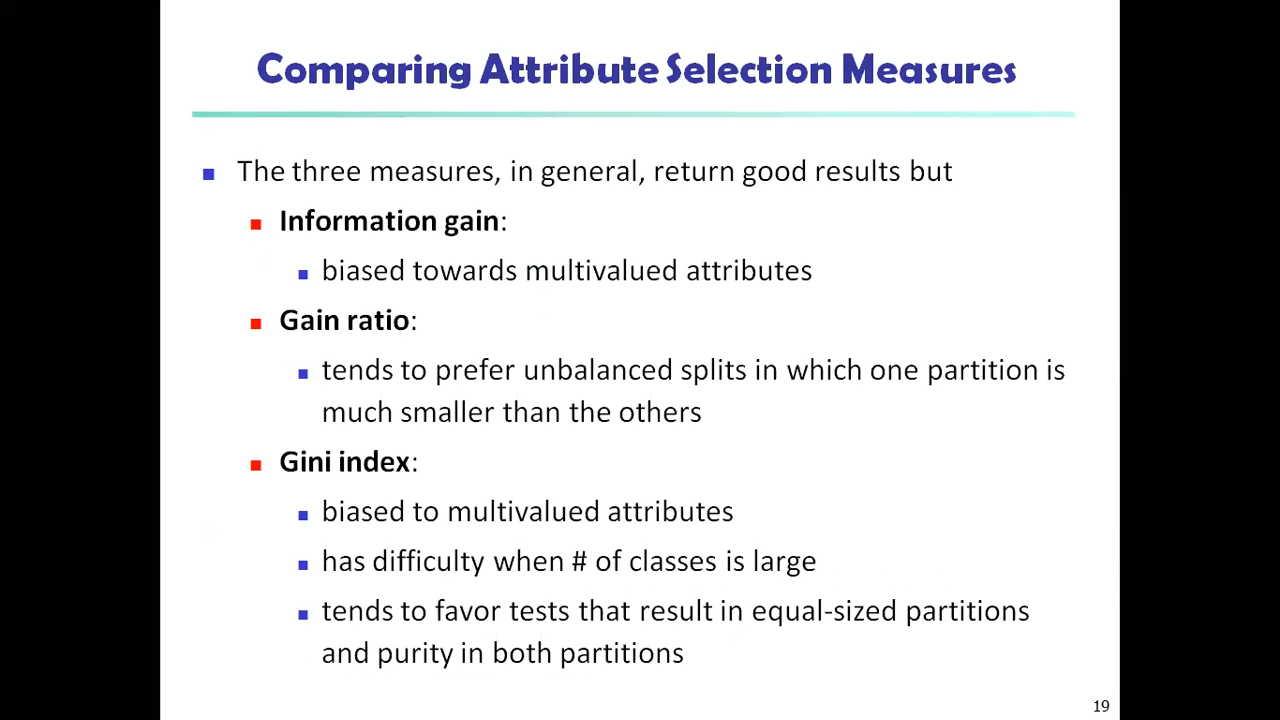 Comparing Attribute Selection Measures
The three measures, in general, return good results but
Information gain:
biased towards multivalued attributes
Gain ratio:
tends to prefer unbalanced splits in which one partition is
much smaller than the others
Gini index:
biased to multivalued attributes
has difficulty when # of classes is large
tends to favor tests that result in equal-sized partitions
and purity in both partitions
19